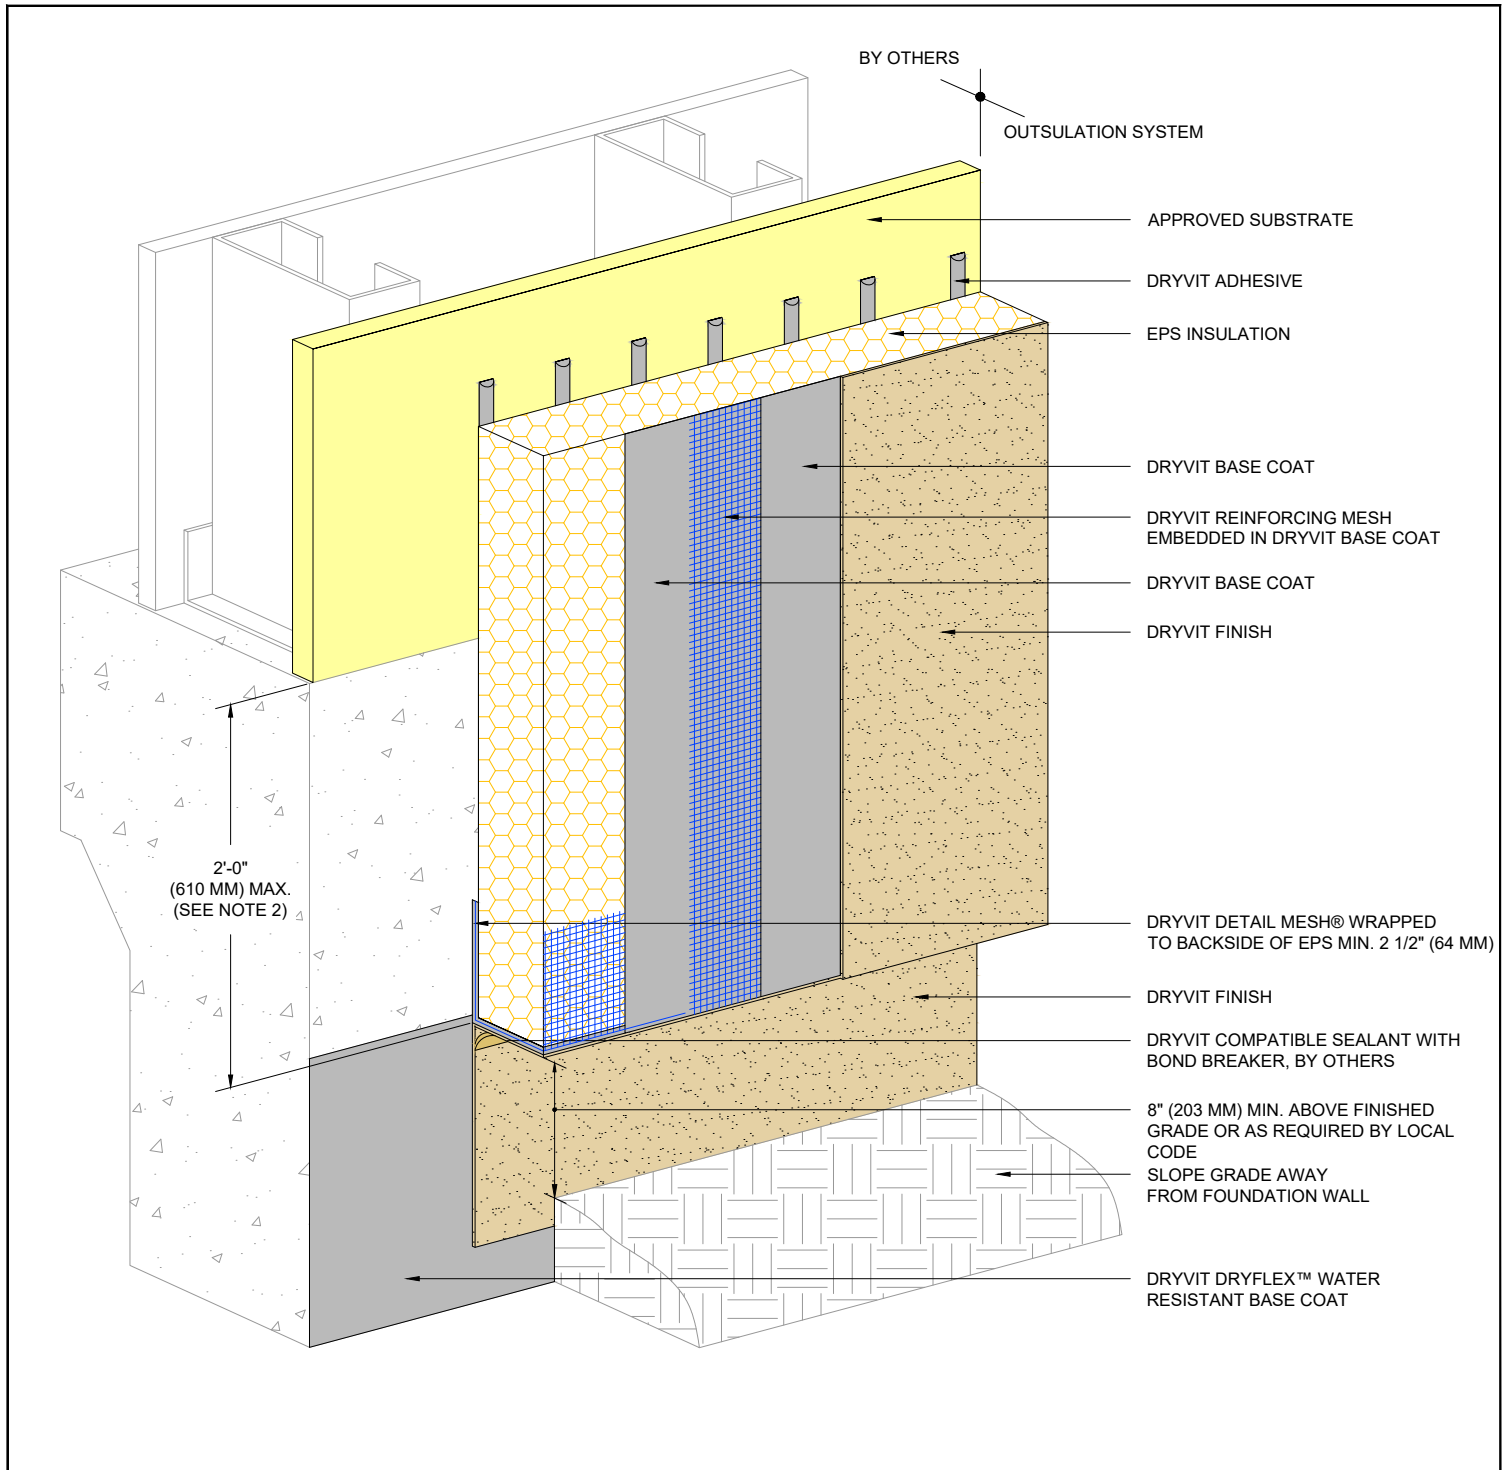 BY OTHERS
OUTSULATION SYSTEM
APPROVED SUBSTRATE
DRYVIT ADHESIVE
EPS INSULATION
DRYVIT BASE COAT
DRYVIT REINFORCING MESH
EMBEDDED IN DRYVIT BASE COAT
DRYVIT BASE COAT
DRYVIT FINISH
2'-0"
(610 MM) MAX.
(SEE NOTE 2)
DRYVIT DETAIL MESH® WRAPPED
TO BACKSIDE OF EPS MIN. 2 1/2" (64 MM)
DRYVIT FINISH
DRYVIT COMPATIBLE SEALANT WITH
BOND BREAKER, BY OTHERS
8" (203 MM) MIN. ABOVE FINISHED
GRADE OR AS REQUIRED BY LOCAL
CODE
SLOPE GRADE AWAY
FROM FOUNDATION WALL
DRYVIT DRYFLEX™ WATER
RESISTANT BASE COAT